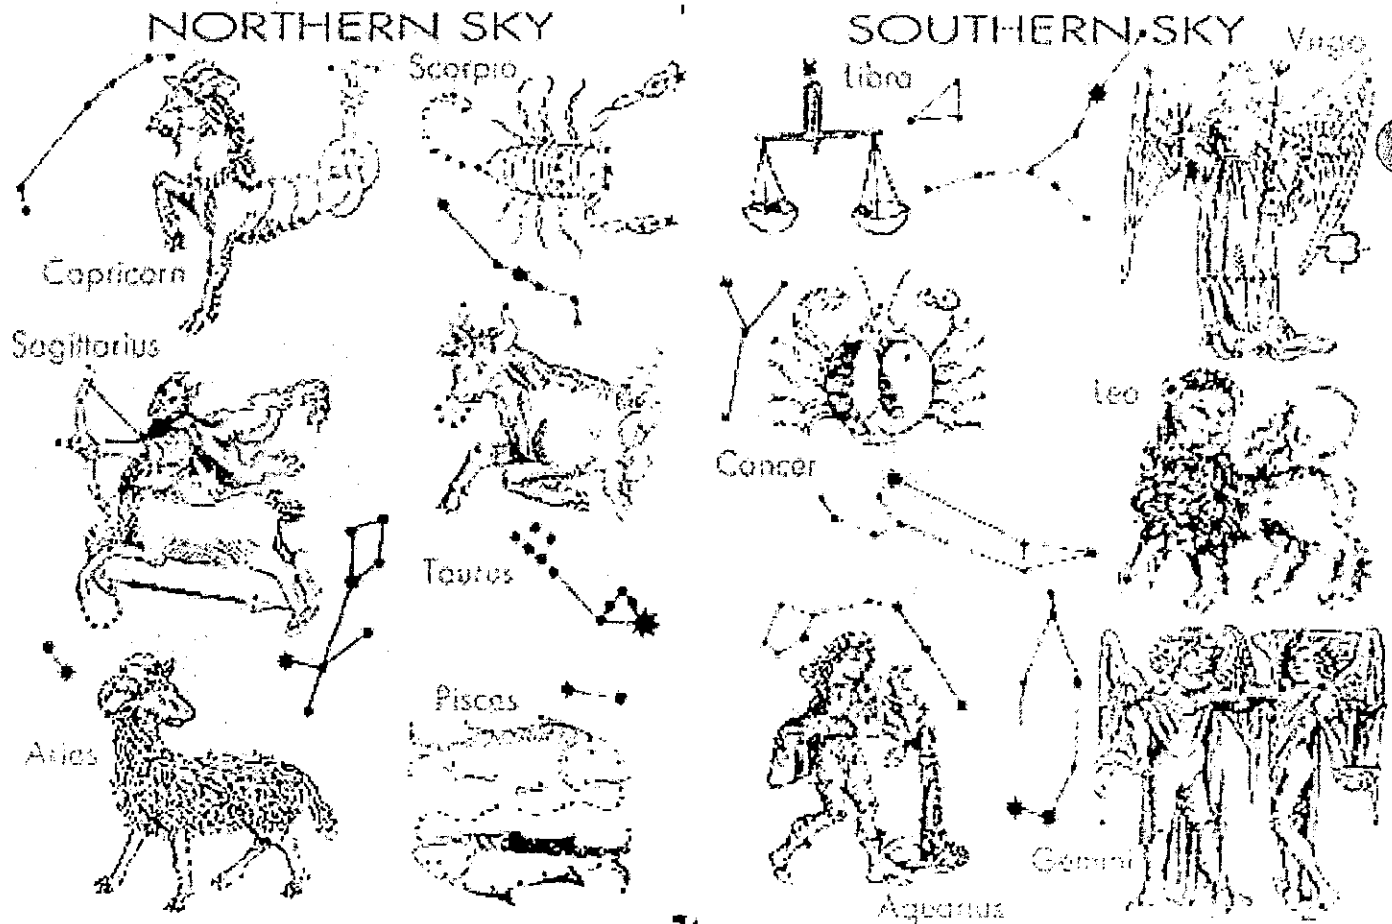 NORTHERN SKY
Scorpio
Capricorn
Sagittarius
Taurus
Pisces
Aries
SOUTHERN SKY
Virgo
Libra
Leo
Cancer
Gemini
Aquarius